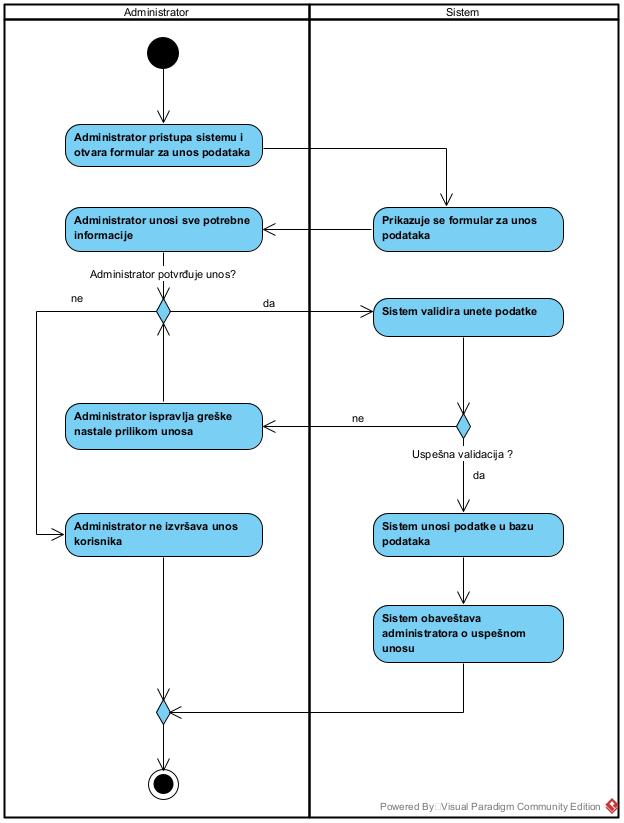 Administrator
Sistem
Administrator pristupa sistemu i
otvara formular za unos podataka
Administrator unosi sve potrebne
informacije
Prikazuje se formular za unos
podataka
Administrator potvrđuje unos?
ne
da
Sistem validira unete podatke
Administrator ispravlja greške
nastale prilikom unosa
ne
Uspešna validacija ?
da
Administrator ne izvršava unos
korisnika
Sistem unosi podatke u bazu
podataka
Sistem obaveštava
administratora o uspešnom
unosu
Powered By Visual Paradigm Community Edition